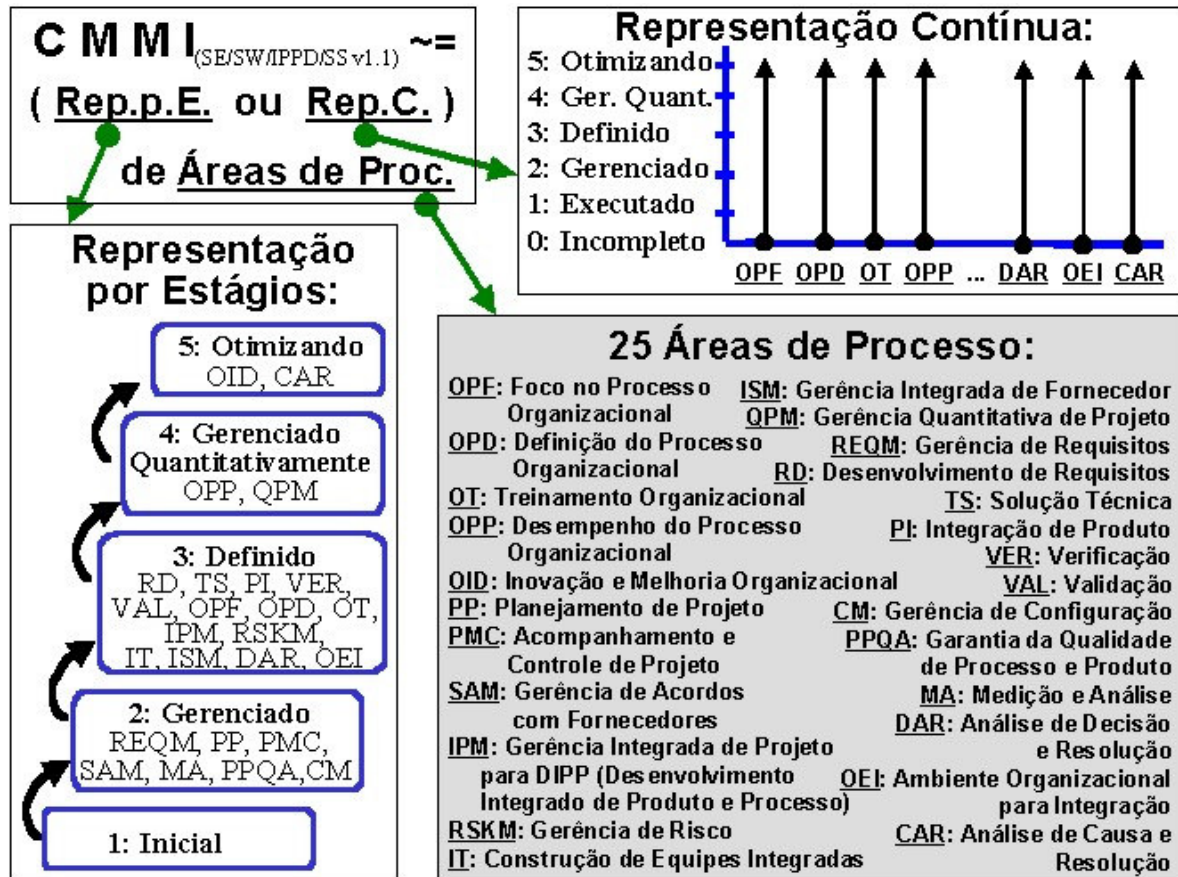 C M M I(SE/SW/IPPD/SS v1.1) ~=
( Rep.p.E. ou Rep.C. )
de Áreas de Proc.
Representação Contínua:
5: Otimizando
4: Ger. Quant.
3: Definido
2: Gerenciado
1: Executado
0: Incompleto
OPF OPD OT OPP ... DAR OEI CAR
Representação
por Estágios:
5: Otimizando
OID, CAR
4: Gerenciado
Quantitativamente
OPP, QPM
3: Definido
RD, TS, PI, VER,
VAL, OPF, OPD, OT,
IPM, RSKM,
IT, ISM, DAR, OEI
2: Gerenciado
REQM, PP, PMC,
SAM, MA, PPQA,CM
1: Inicial
25 Áreas de Processo:
OPF: Foco no Processo
Organizacional
OPD: Definição do Processo
Organizacional
OT: Treinamento Organizacional
OPP: Desempenho do Processo
Organizacional
OID: Inovação e Melhoria Organizacional
PP: Planejamento de Projeto
PMC: Acompanhamento e
Controle de Projeto
SAM: Gerência de Acordos
com Fornecedores
IPM: Gerência Integrada de Projeto
para DIPP (Desenvolvimento
Integrado de Produto e Processo)
RSKM: Gerência de Risco
IT: Construção de Equipes Integradas
ISM: Gerência Integrada de Fornecedor
QPM: Gerência Quantitativa de Projeto
REQM: Gerência de Requisitos
RD: Desenvolvimento de Requisitos
TS: Solução Técnica
PI: Integração de Produto
VER: Verificação
VAL: Validação
CM: Gerência de Configuração
PPQA: Garantia da Qualidade
de Processo e Produto
MA: Medição e Análise
DAR: Análise de Decisão
e Resolução
OEI: Ambiente Organizacional
para Integração
CAR: Análise de Causa e
Resolução